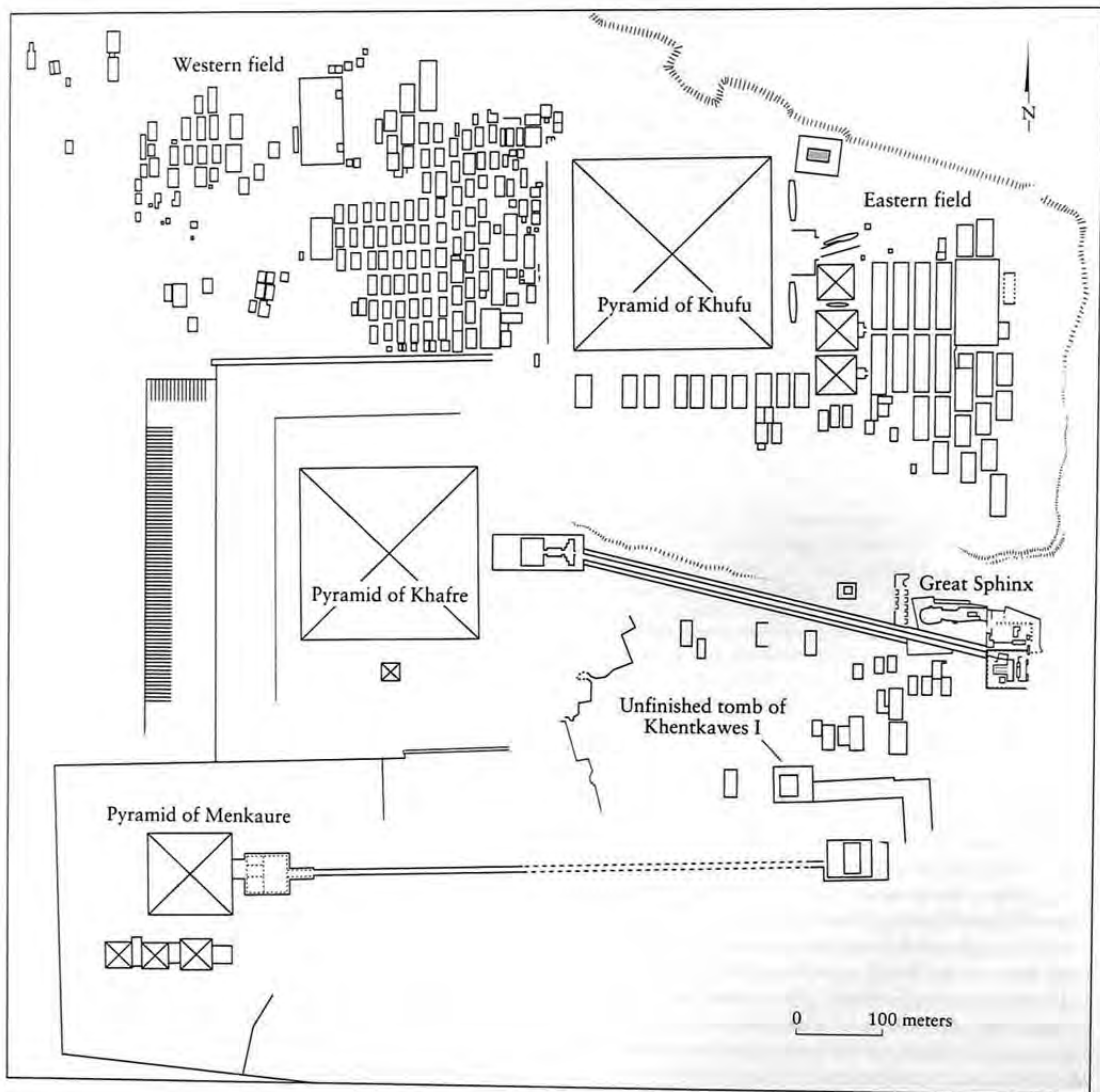 Western field
N
Eastern field
Pyramid of Khufu
Pyramid of Khafre
Great Sphinx
Unfinished tomb of
Khentkawes I
Pyramid of Menkaure
0 100 meters